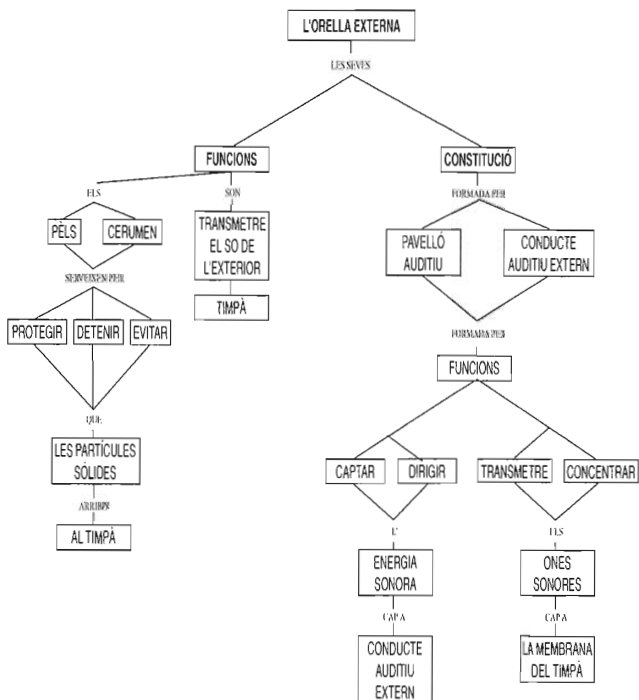 L'ORELLA EXTERNA
LES SEVES
FUNCIONS
CONSTITUCIÓ
ELS
SON
FORMADA PER
PÈLS
CERUMEN
TRANSMETRE
EL SO DE
L'EXTERIOR
PAVELLÓ
AUDITIU
CONDUCTE
AUDITIU EXTERN
SERVEIXEN PER
TIMPÀ
PROTEGIR
DETENIR
EVITAR
FORMADA PER
FUNCIONS
QUE
LES PARTÍCULES
SÒLIDES
CAPTAR
DIRIGIR
TRANSMETRE
CONCENTRAR
ARRIBIN
AL TIMPÀ
L'
ELS
ENERGIA
SONORA
ONES
SONORES
CAP A
CAP A
CONDUCTE
AUDITIU
EXTERN
LA MEMBRANA
DEL TIMPÀ